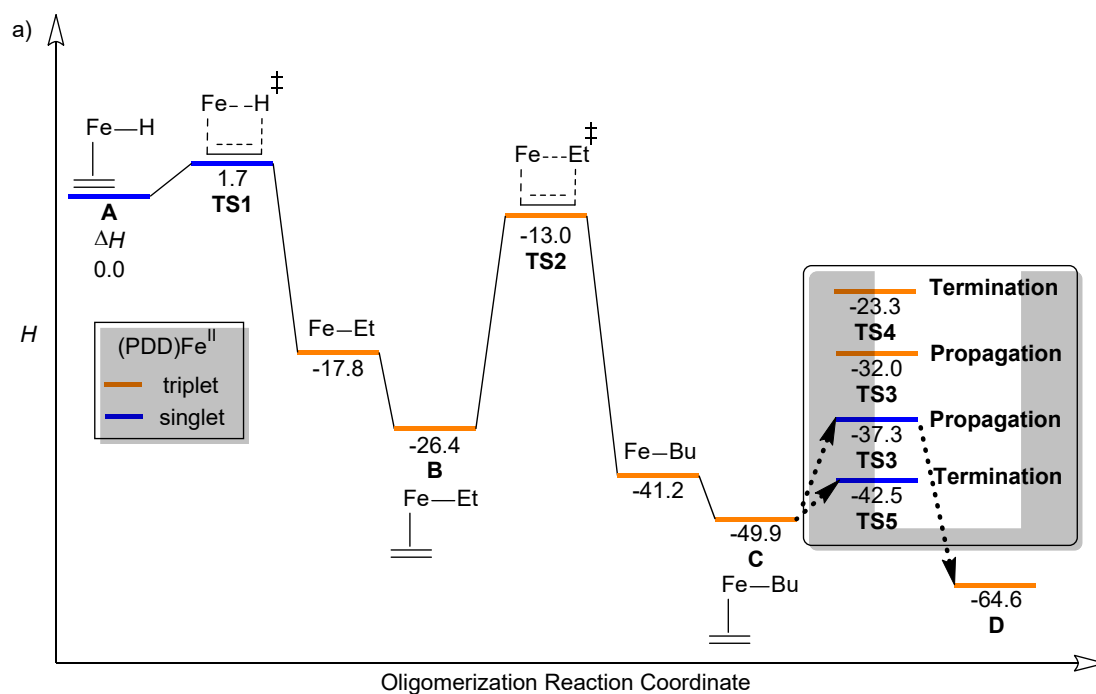 a)
Fe—H
A
ΔH
0.0
Fe--H ‡
1.7
TS1
Fe—Et
-17.8
-26.4
B
Fe—Et
Fe---Et ‡
-13.0
TS2
Fe—Bu
-41.2
-49.9
C
Fe—Bu
Termination
-23.3
TS4
Propagation
-32.0
TS3
Propagation
-37.3
TS3
Termination
-42.5
TS5
-64.6
D
H
(PDD)Feᴵᴵ
triplet
singlet
Oligomerization Reaction Coordinate